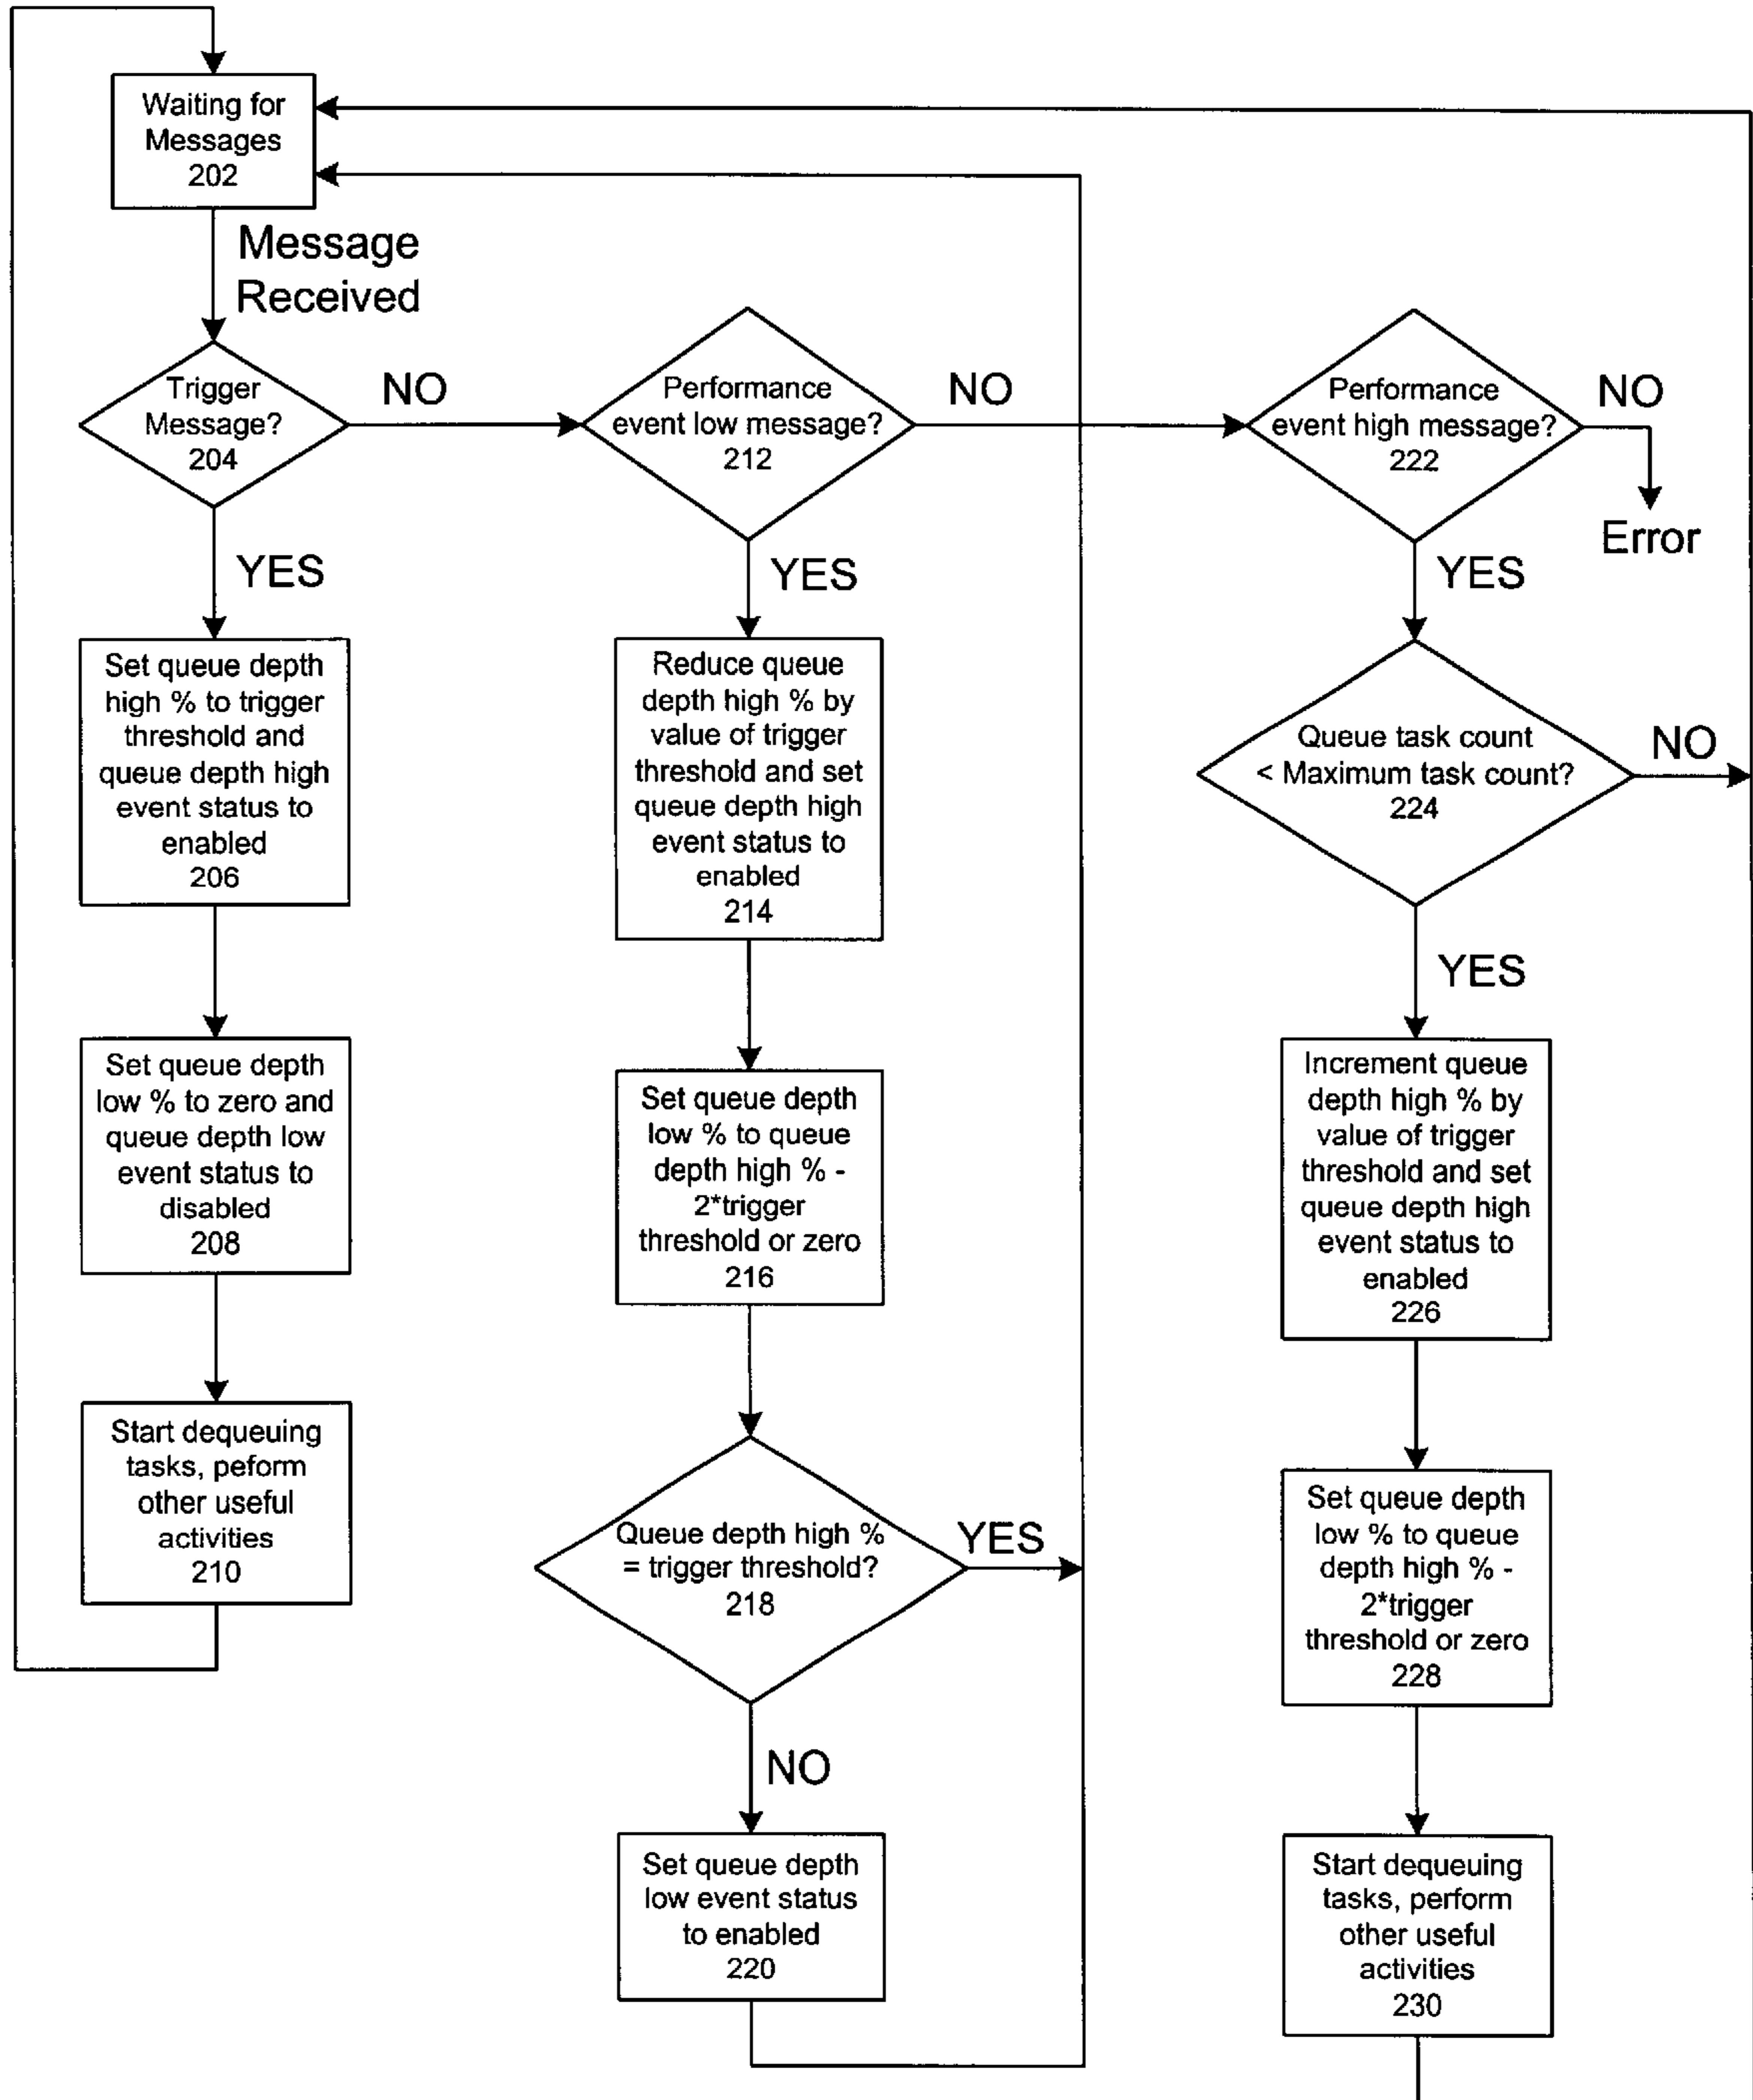 Waiting for
Messages
202
Message
Received
Trigger
Message?
204
NO
Performance
event low message?
212
NO
Performance
event high message?
222
NO
Error
YES
YES
YES
Set queue depth
high % to trigger
threshold and
queue depth high
event status to
enabled
206
Reduce queue
depth high % by
value of trigger
threshold and set
queue depth high
event status to
enabled
214
Queue task count
< Maximum task count?
224
NO
YES
Set queue depth
low % to zero and
queue depth low
event status to
disabled
208
Set queue depth
low % to queue
depth high % -
2*trigger
threshold or zero
216
Increment queue
depth high % by
value of trigger
threshold and set
queue depth high
event status to
enabled
226
Start dequeuing
tasks, peform
other useful
activities
210
Queue depth high %
= trigger threshold?
218
YES
Set queue depth
low % to queue
depth high % -
2*trigger
threshold or zero
228
NO
Set queue depth
low event status
to enabled
220
Start dequeuing
tasks, perform
other useful
activities
230